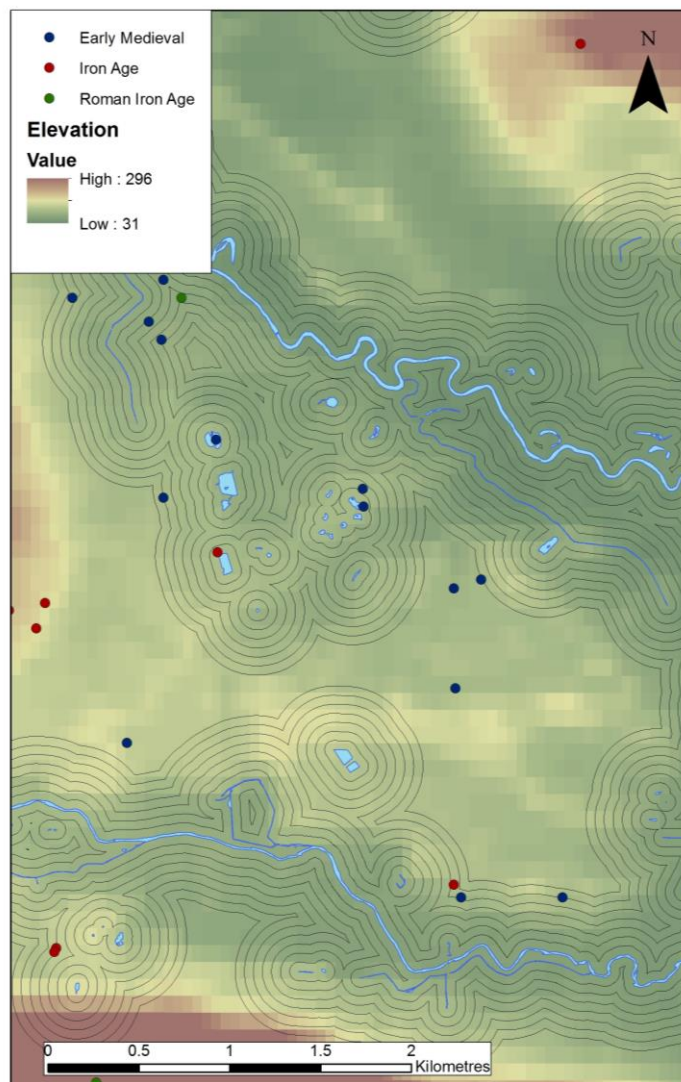 Early Medieval
Iron Age
Roman Iron Age
Elevation
Value
High : 296
Low : 31
N
0 0.5 1 1.5 2
Kilometres